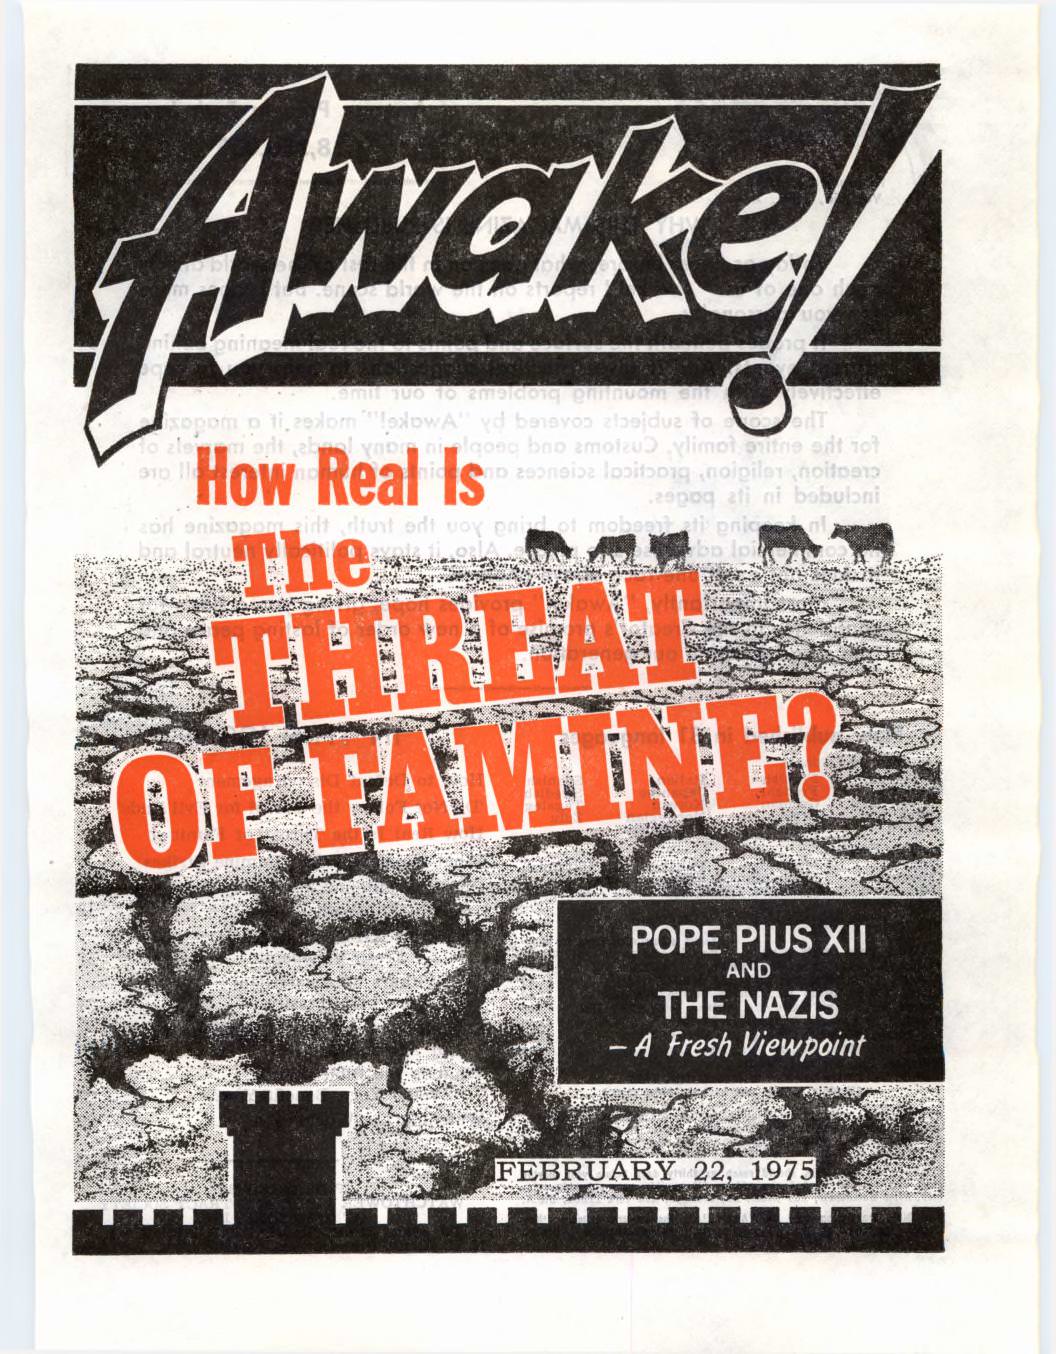 Awake!
How Real Is
The
THREAT
OF FAMINE?
POPE PIUS XII
AND
THE NAZIS
– A Fresh Viewpoint
FEBRUARY 22, 1975